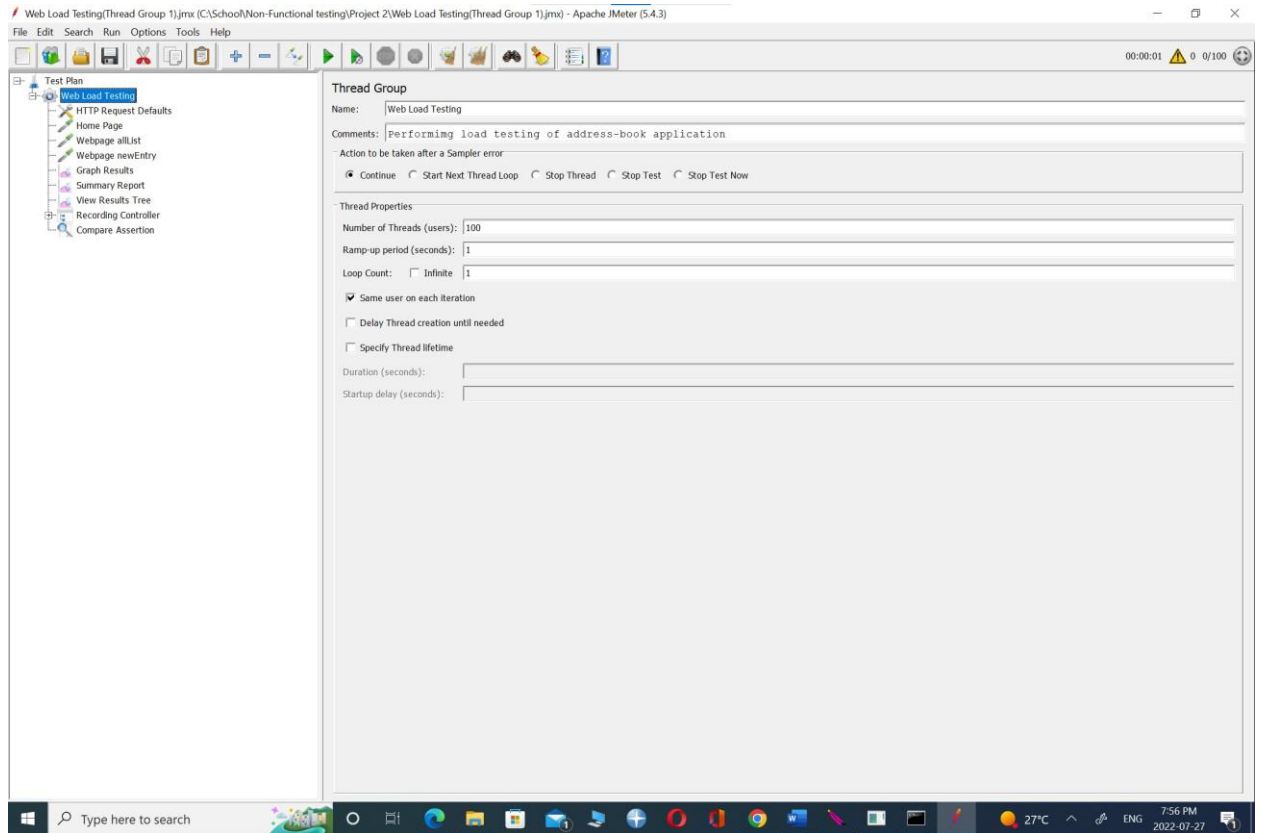 Web Load Testing(Thread Group 1).jmx (C:\School\Non-Functional testing\Project 2\Web Load Testing(Thread Group 1).jmx) - Apache JMeter (5.4.3)
File Edit Search Run Options Tools Help
00:00:01 0 0/100
Test Plan
Web Load Testing
HTTP Request Defaults
Home Page
Webpage allList
Webpage newEntry
Graph Results
Summary Report
View Results Tree
Recording Controller
Compare Assertion
Thread Group
Name: Web Load Testing
Comments: Performimg load testing of address-book application
Action to be taken after a Sampler error
Continue Start Next Thread Loop Stop Thread Stop Test Stop Test Now
Thread Properties
Number of Threads (users): 100
Ramp-up period (seconds): 1
Loop Count: Infinite 1
Same user on each iteration
Delay Thread creation until needed
Specify Thread lifetime
Duration (seconds):
Startup delay (seconds):
Type here to search
27°C ENG
7:56 PM
2022-07-27